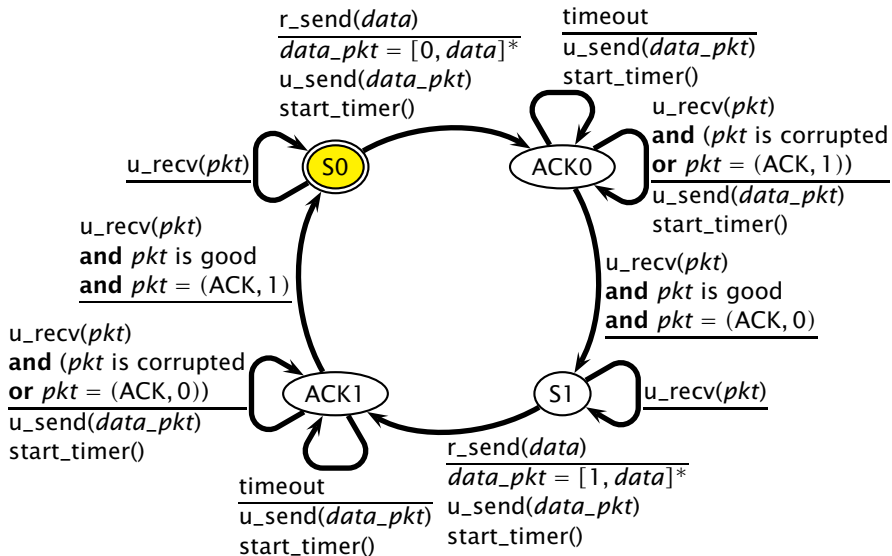 r_send(data)
data_pkt = [0, data]*
u_send(data_pkt)
start_timer()
timeout
u_send(data_pkt)
start_timer()
u_recv(pkt)
S0
ACK0
u_recv(pkt)
and (pkt is corrupted
or pkt = (ACK, 1))
u_send(data_pkt)
start_timer()
u_recv(pkt)
and pkt is good
and pkt = (ACK, 1)
u_recv(pkt)
and pkt is good
and pkt = (ACK, 0)
u_recv(pkt)
and (pkt is corrupted
or pkt = (ACK, 0))
u_send(data_pkt)
start_timer()
ACK1
S1
u_recv(pkt)
timeout
u_send(data_pkt)
start_timer()
r_send(data)
data_pkt = [1, data]*
u_send(data_pkt)
start_timer()